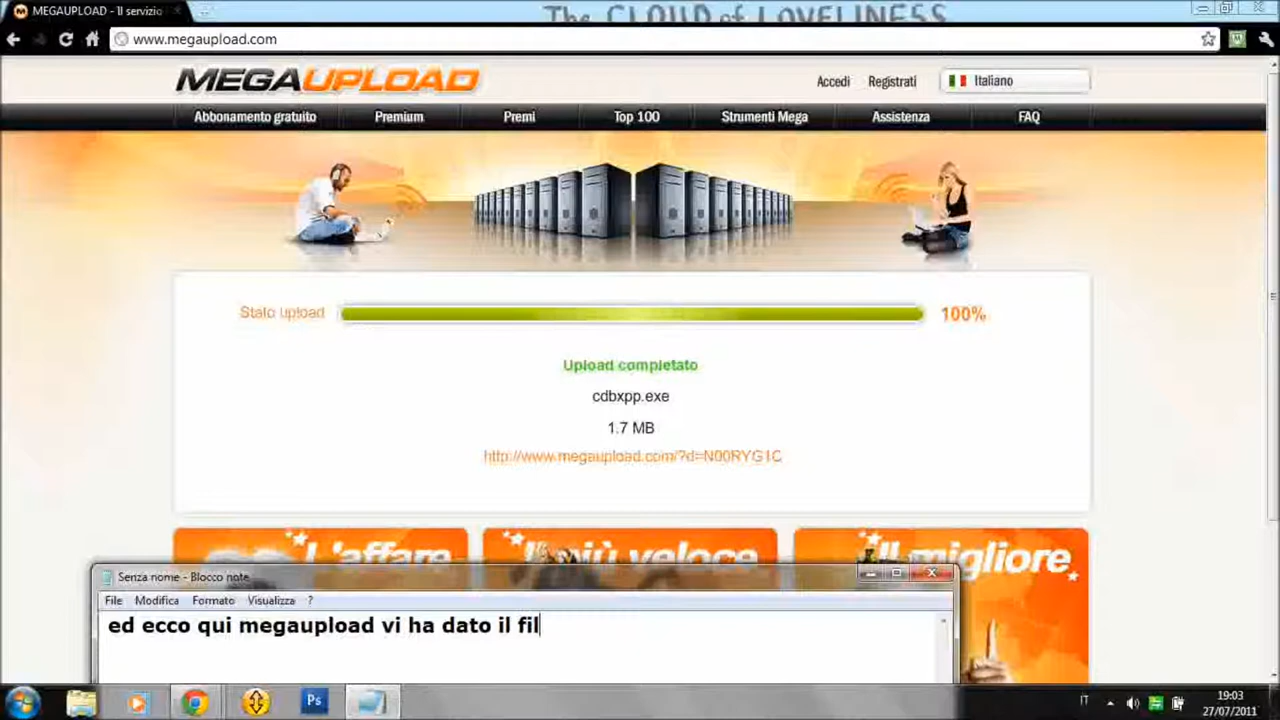 MEGAUPLOAD - Il servizio
The CLOUD of LOVELINESS
www.megaupload.com
MEGAUPLOAD
Accedi Registrati Italiano
Abbonamento gratuito Premium Premi Top 100 Strumenti Mega Assistenza FAQ
Stato upload 100%
Upload completato
cdbxpp.exe
1.7 MB
http://www.megaupload.com/?d=N00RYG1C
L'affare Il più veloce Il migliore
Senza nome - Blocco note
File Modifica Formato Visualizza ?
ed ecco qui megaupload vi ha dato il fil
Ps
IT
19:03
27/07/2011